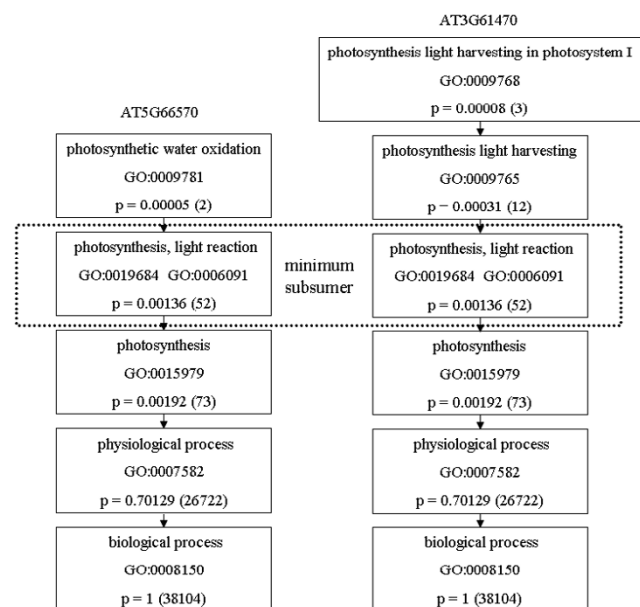 AT5G66570
photosynthetic water oxidation
GO:0009781
p = 0.00005 (2)
photosynthesis, light reaction
GO:0019684 GO:0006091
p = 0.00136 (52)
photosynthesis
GO:0015979
p = 0.00192 (73)
physiological process
GO:0007582
p = 0.70129 (26722)
biological process
GO:0008150
p = 1 (38104)
minimum
subsumer
AT3G61470
photosynthesis light harvesting in photosystem I
GO:0009768
p = 0.00008 (3)
photosynthesis light harvesting
GO:0009765
p = 0.00031 (12)
photosynthesis, light reaction
GO:0019684 GO:0006091
p = 0.00136 (52)
photosynthesis
GO:0015979
p = 0.00192 (73)
physiological process
GO:0007582
p = 0.70129 (26722)
biological process
GO:0008150
p = 1 (38104)